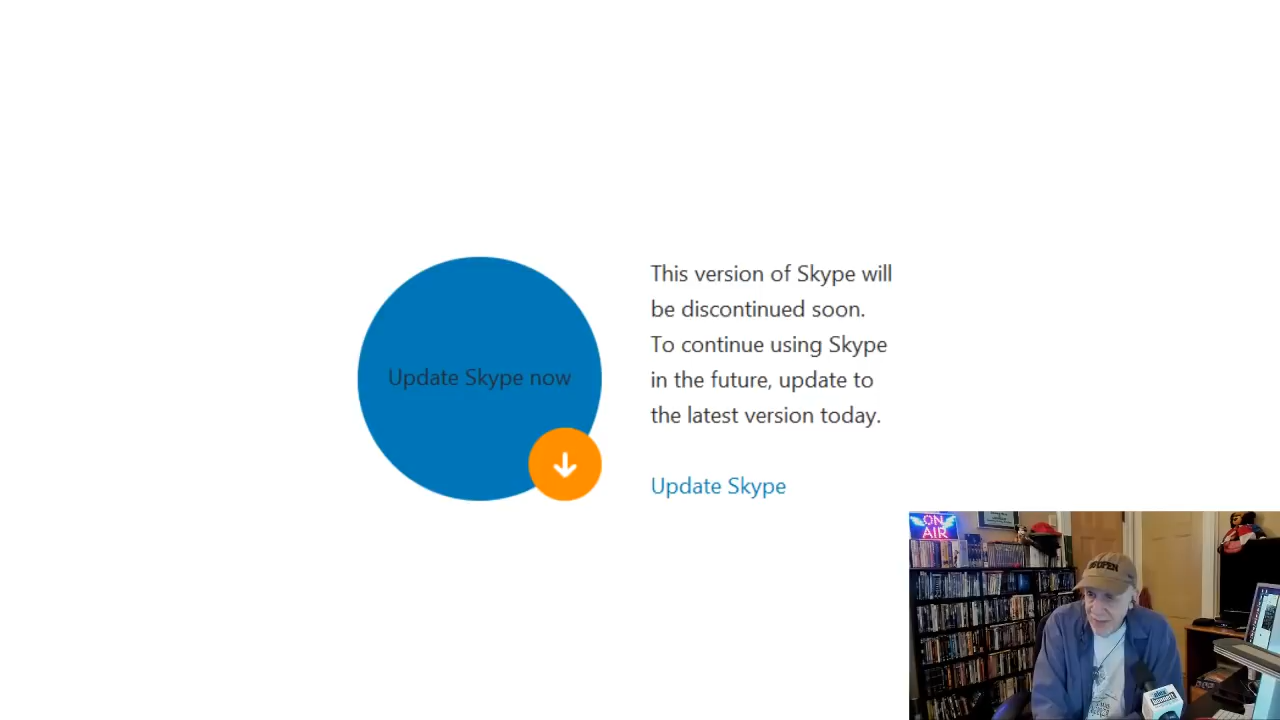 This version of Skype will
be discontinued soon.
To continue using Skype
in the future, update to
the latest version today.
Update Skype now
Update Skype
ON
AIR